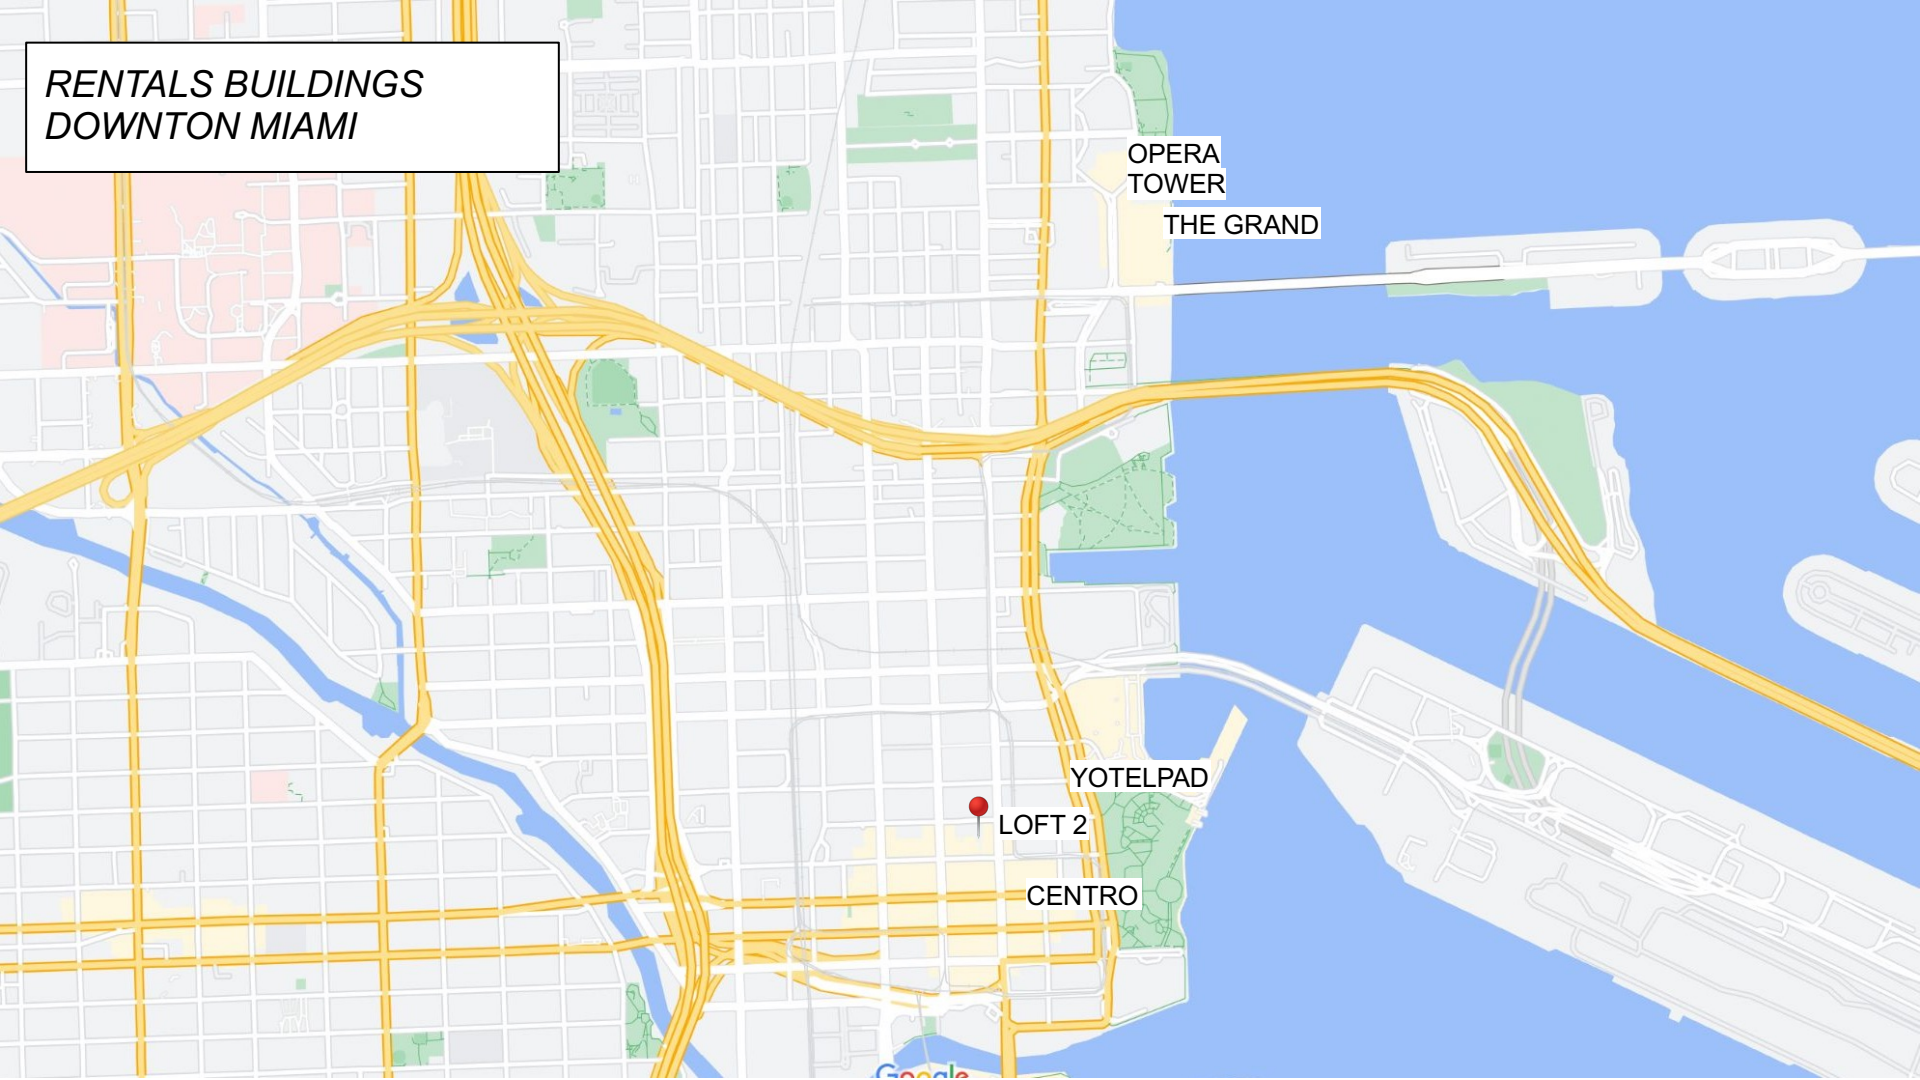 RENTALS BUILDINGS
DOWNTON MIAMI
OPERA
TOWER
THE GRAND
YOTELPAD
LOFT 2
CENTRO
Google